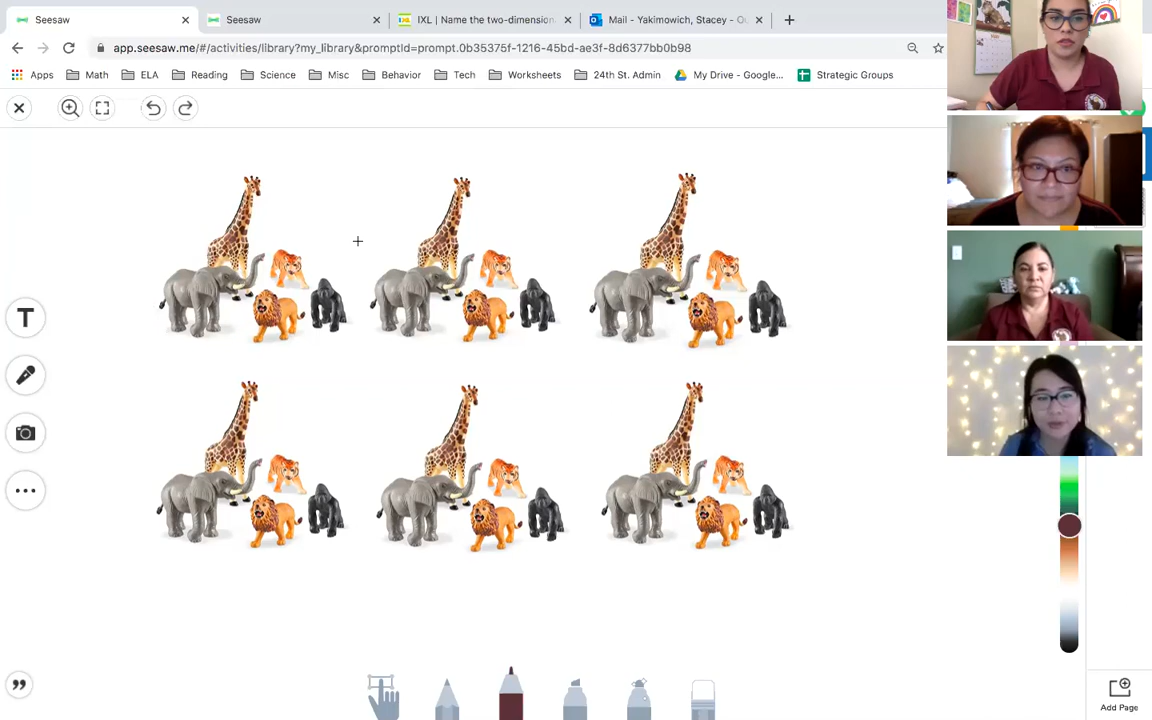 Seesaw
Seesaw
IXL | Name the two-dimension
Mail - Yakimowich, Stacey - O
app.seesaw.me/#/activities/library?my_library&promptId=prompt.0b35375f-1216-45bd-ae3f-8d6377bb0b98
Apps Math ELA Reading Science Misc Behavior Tech Worksheets 24th St. Admin My Drive - Google... Strategic Groups
T
Add Page